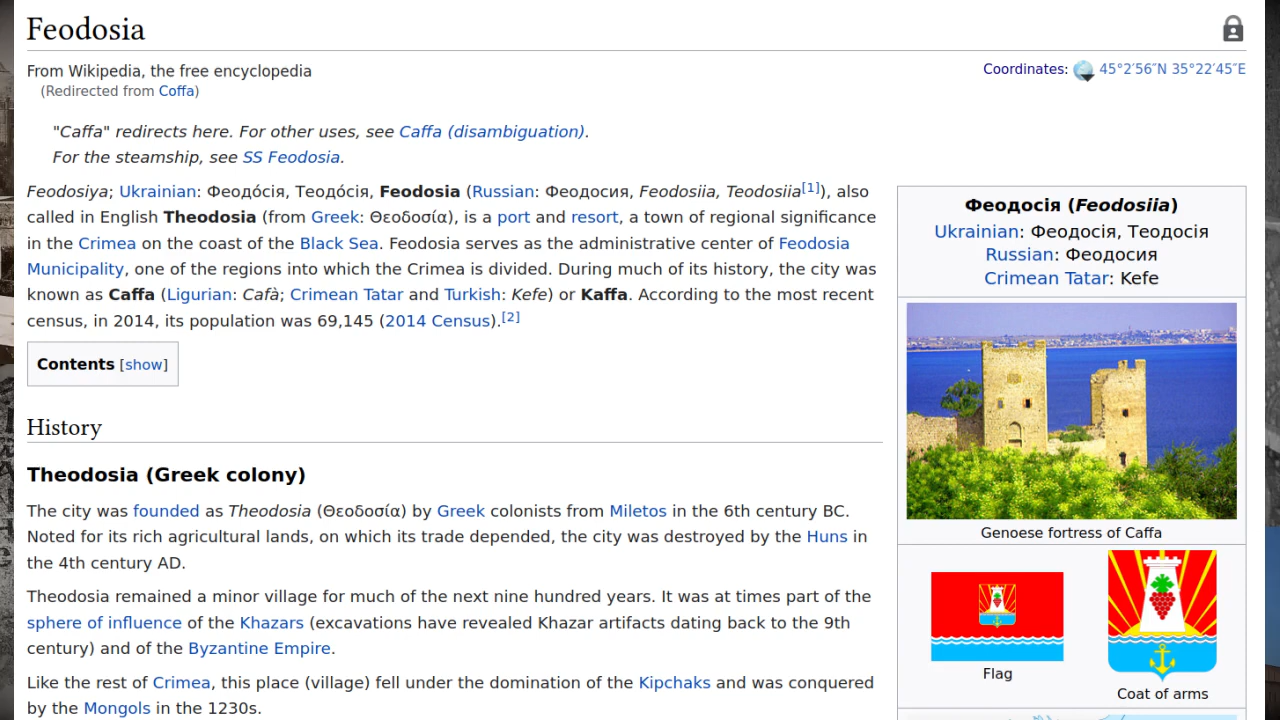 Feodosia
From Wikipedia, the free encyclopedia
Coordinates: 45°2′56″N 35°22′45″E
(Redirected from Coffa)
"Caffa" redirects here. For other uses, see Caffa (disambiguation).
For the steamship, see SS Feodosia.
Feodosiya; Ukrainian: Феодо́сія, Теодо́сія, Feodosia (Russian: Феодосия, Feodosiia, Teodosiia[1]), also
called in English Theodosia (from Greek: Θεοδοσία), is a port and resort, a town of regional significance
in the Crimea on the coast of the Black Sea. Feodosia serves as the administrative center of Feodosia
Municipality, one of the regions into which the Crimea is divided. During much of its history, the city was
known as Caffa (Ligurian: Cafà; Crimean Tatar and Turkish: Kefe) or Kaffa. According to the most recent
census, in 2014, its population was 69,145 (2014 Census).[2]
Contents [show]
History
Theodosia (Greek colony)
The city was founded as Theodosia (Θεοδοσία) by Greek colonists from Miletos in the 6th century BC.
Noted for its rich agricultural lands, on which its trade depended, the city was destroyed by the Huns in
the 4th century AD.
Theodosia remained a minor village for much of the next nine hundred years. It was at times part of the
sphere of influence of the Khazars (excavations have revealed Khazar artifacts dating back to the 9th
century) and of the Byzantine Empire.
Like the rest of Crimea, this place (village) fell under the domination of the Kipchaks and was conquered
by the Mongols in the 1230s.
Феодосія (Feodosiia)
Ukrainian: Феодосія, Теодосія
Russian: Феодосия
Crimean Tatar: Kefe
Genoese fortress of Caffa
Flag
Coat of arms